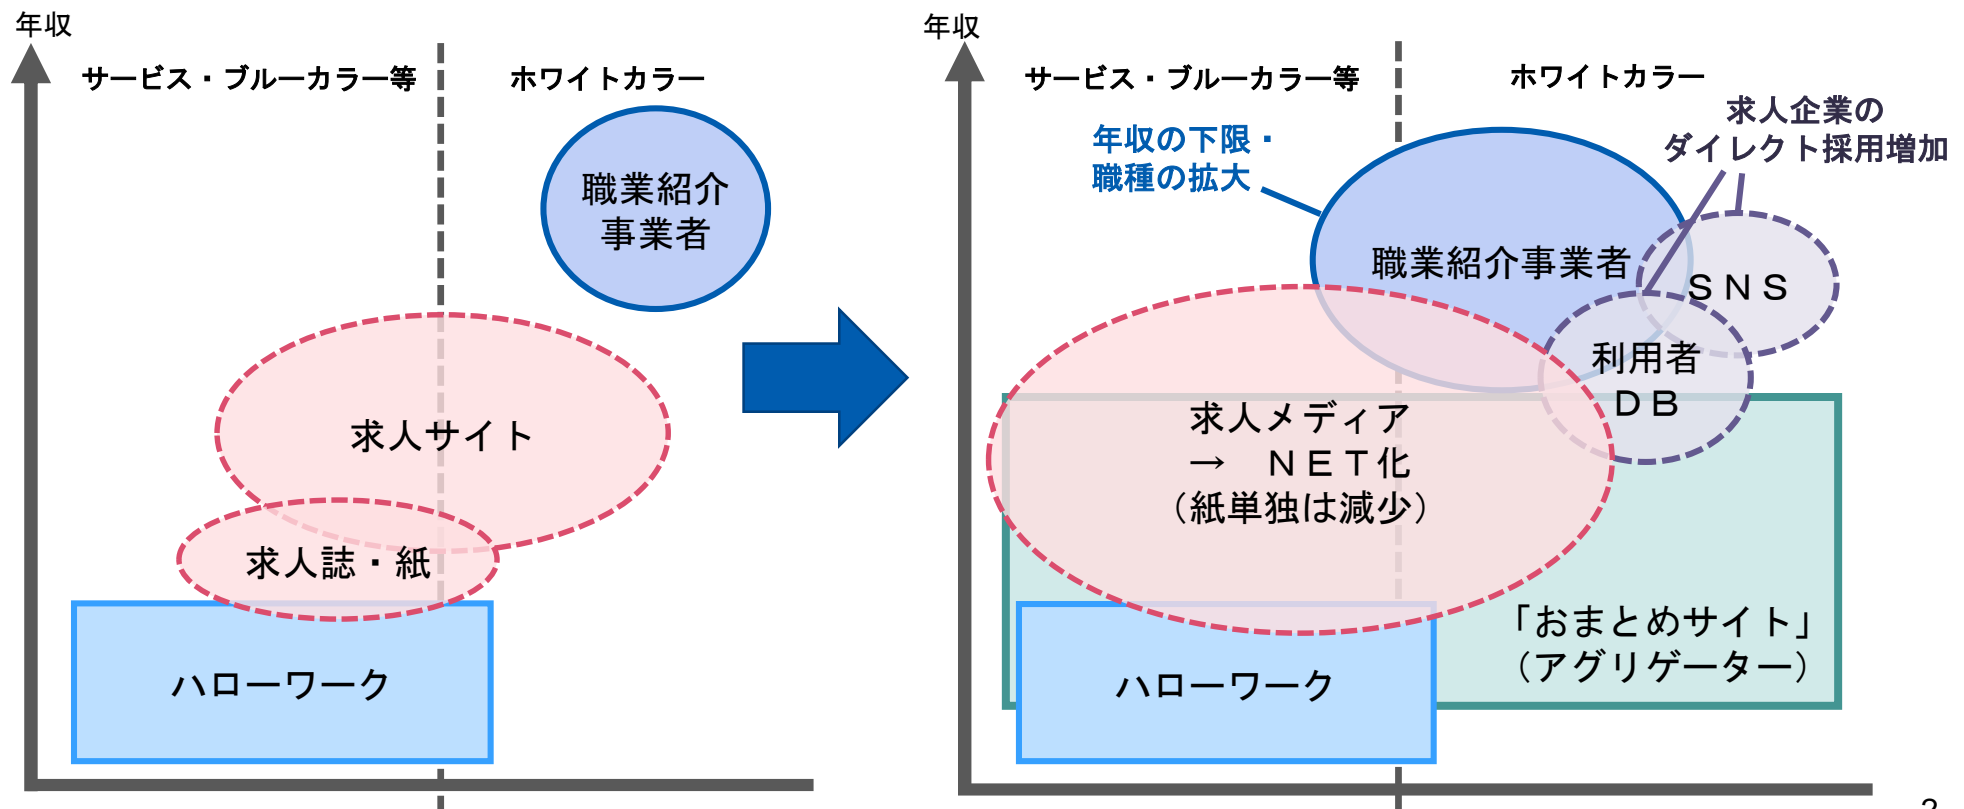 年収
サービス・ブルーカラー等
ホワイトカラー
職業紹介
事業者
求人サイト
求人誌・紙
ハローワーク
年収
サービス・ブルーカラー等
ホワイトカラー
求人企業の
ダイレクト採用増加
年収の下限・
職種の拡大
職業紹介事業者
ＳＮＳ
利用者
ＤＢ
求人メディア
→　ＮＥＴ化
（紙単独は減少）
「おまとめサイト」
（アグリゲーター）
ハローワーク